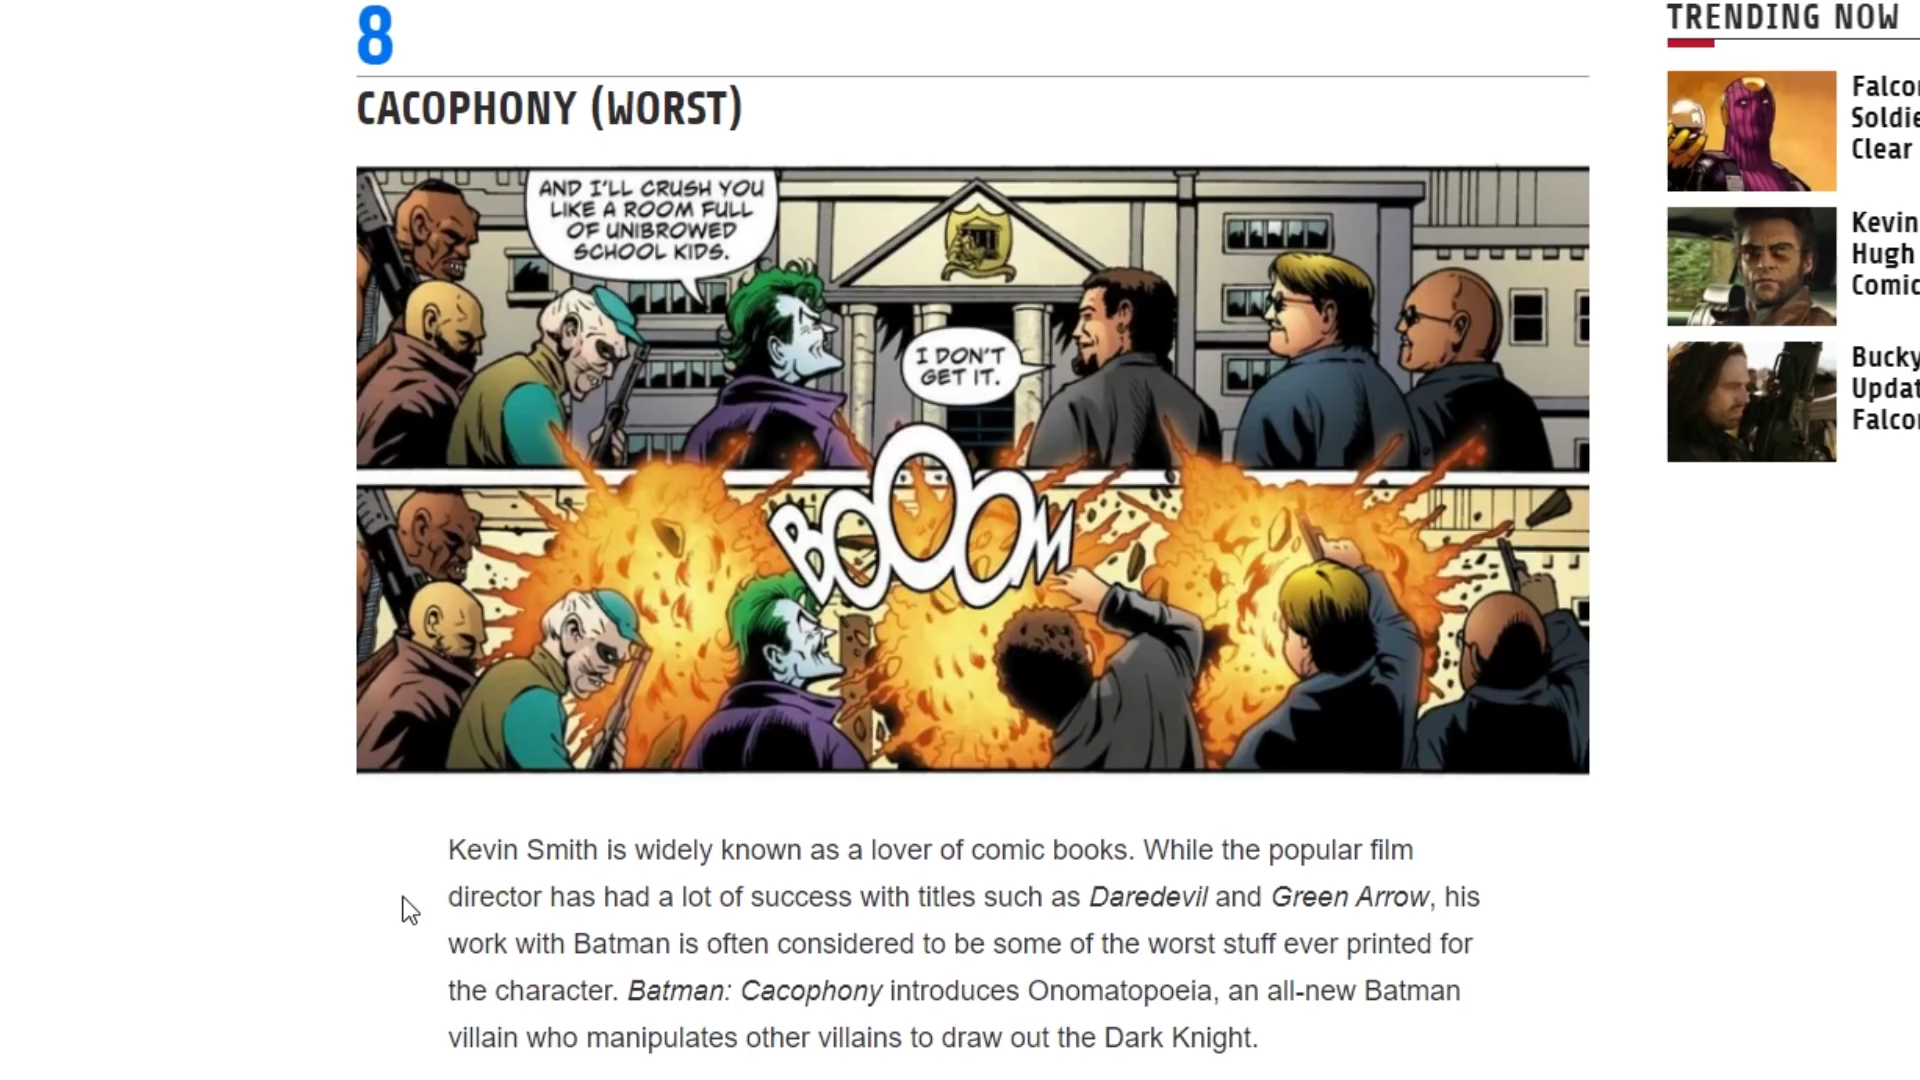 8
CACOPHONY (WORST)
AND I'LL CRUSH YOU
LIKE A ROOM FULL
OF UNIBROWED
SCHOOL KIDS.
I DON'T
GET IT.
BOOOM
Kevin Smith is widely known as a lover of comic books. While the popular film
director has had a lot of success with titles such as Daredevil and Green Arrow, his
work with Batman is often considered to be some of the worst stuff ever printed for
the character. Batman: Cacophony introduces Onomatopoeia, an all-new Batman
villain who manipulates other villains to draw out the Dark Knight.
TRENDING NOW
Falco
Soldie
Clear
Kevin
Hugh
Comic
Bucky
Updat
Falco